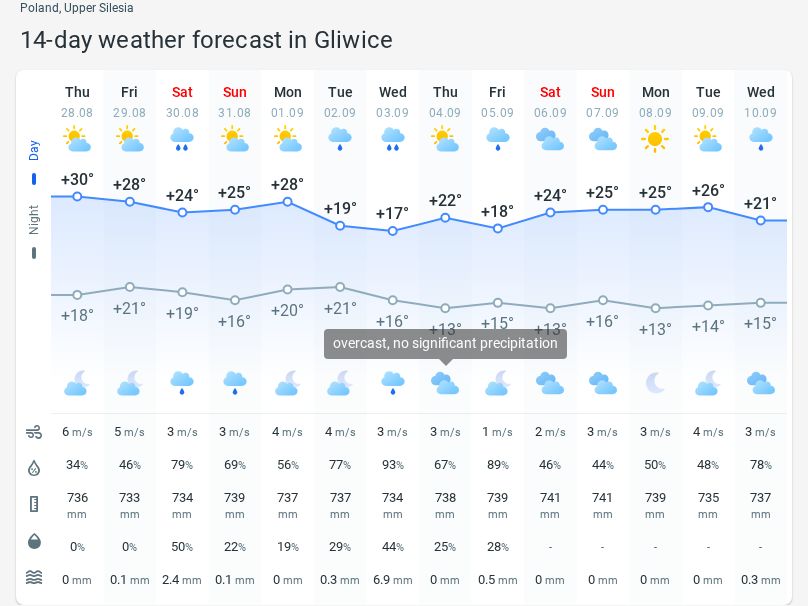 Poland, Upper Silesia
14-day weather forecast in Gliwice
Thu Fri Sat Sun Mon Tue Wed Thu Fri Sat Sun Mon Tue Wed
28.08 29.08 30.08 31.08 01.09 02.09 03.09 04.09 05.09 06.09 07.09 08.09 09.09 10.09
Day
+30° +28° +24° +25° +28° +19° +17° +22° +18° +24° +25° +25° +26° +21°
Night
+18° +21° +19° +16° +20° +21° +16° +13° +15° +13° +16° +13° +14° +15°
overcast, no significant precipitation
6 m/s 5 m/s 3 m/s 3 m/s 4 m/s 4 m/s 3 m/s 3 m/s 1 m/s 2 m/s 3 m/s 3 m/s 4 m/s 3 m/s
34% 46% 79% 69% 56% 77% 93% 67% 89% 46% 44% 50% 48% 78%
736 733 734 739 737 737 734 738 739 741 741 739 735 737
mm mm mm mm mm mm mm mm mm mm mm mm mm mm
0% 0% 50% 22% 19% 29% 44% 25% 28% - - - - -
0 mm 0.1 mm 2.4 mm 0.1 mm 0 mm 0.3 mm 6.9 mm 0 mm 0.5 mm 0 mm 0 mm 0 mm 0 mm 0.3 mm